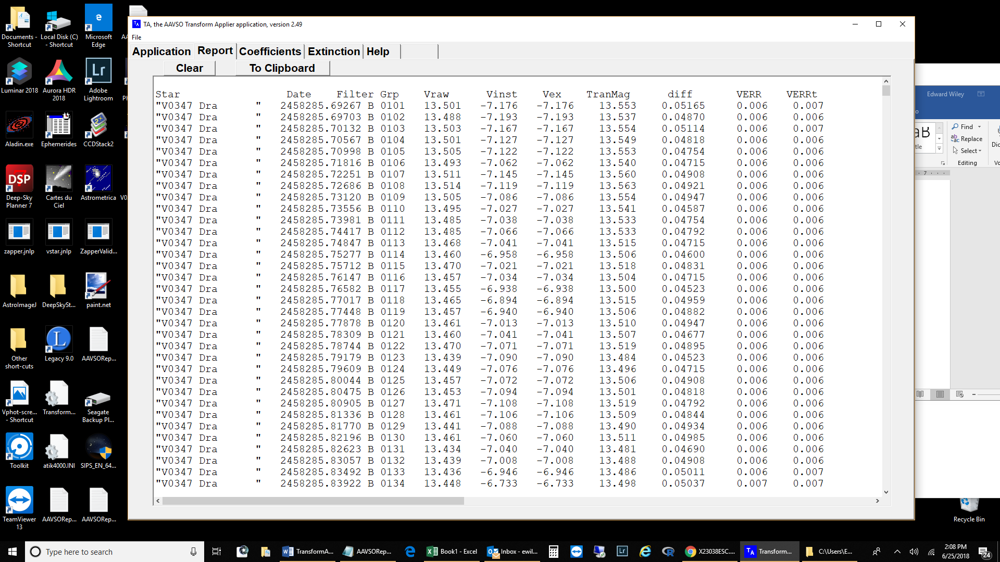 TA, the AAVSO Transform Applier application, version 2.49
File
Application Report Coefficients Extinction Help
Clear To Clipboard
Star Date Filter Grp Vraw Vinst Vex TranMag diff VERR VERRt
"V0347 Dra " 2458285.69267 B 0101 13.501 -7.176 -7.176 13.553 0.05165 0.006 0.007
"V0347 Dra " 2458285.69703 B 0102 13.488 -7.193 -7.193 13.537 0.04870 0.006 0.006
"V0347 Dra " 2458285.70132 B 0103 13.503 -7.167 -7.167 13.554 0.05114 0.006 0.007
"V0347 Dra " 2458285.70567 B 0104 13.501 -7.127 -7.127 13.549 0.04818 0.006 0.006
"V0347 Dra " 2458285.70998 B 0105 13.505 -7.122 -7.122 13.553 0.04754 0.006 0.006
"V0347 Dra " 2458285.71816 B 0106 13.493 -7.062 -7.062 13.540 0.04715 0.006 0.006
"V0347 Dra " 2458285.72251 B 0107 13.511 -7.145 -7.145 13.560 0.04908 0.006 0.006
"V0347 Dra " 2458285.72686 B 0108 13.514 -7.119 -7.119 13.563 0.04921 0.006 0.006
"V0347 Dra " 2458285.73120 B 0109 13.505 -7.086 -7.086 13.554 0.04947 0.006 0.006
"V0347 Dra " 2458285.73556 B 0110 13.495 -7.027 -7.027 13.541 0.04587 0.006 0.006
"V0347 Dra " 2458285.73981 B 0111 13.485 -7.038 -7.038 13.533 0.04754 0.006 0.006
"V0347 Dra " 2458285.74417 B 0112 13.485 -7.066 -7.066 13.533 0.04792 0.006 0.006
"V0347 Dra " 2458285.74847 B 0113 13.468 -7.041 -7.041 13.515 0.04715 0.006 0.006
"V0347 Dra " 2458285.75277 B 0114 13.460 -6.958 -6.958 13.506 0.04600 0.006 0.006
"V0347 Dra " 2458285.75712 B 0115 13.470 -7.021 -7.021 13.518 0.04831 0.006 0.006
"V0347 Dra " 2458285.76147 B 0116 13.457 -7.034 -7.034 13.504 0.04715 0.006 0.006
"V0347 Dra " 2458285.76582 B 0117 13.455 -6.938 -6.938 13.500 0.04523 0.006 0.006
"V0347 Dra " 2458285.77017 B 0118 13.465 -6.894 -6.894 13.515 0.04959 0.006 0.006
"V0347 Dra " 2458285.77448 B 0119 13.457 -6.940 -6.940 13.506 0.04882 0.006 0.006
"V0347 Dra " 2458285.77878 B 0120 13.461 -7.013 -7.013 13.510 0.04947 0.006 0.006
"V0347 Dra " 2458285.78309 B 0121 13.460 -7.041 -7.041 13.507 0.04677 0.006 0.006
"V0347 Dra " 2458285.78744 B 0122 13.470 -7.071 -7.071 13.519 0.04895 0.006 0.006
"V0347 Dra " 2458285.79179 B 0123 13.439 -7.090 -7.090 13.484 0.04523 0.006 0.006
"V0347 Dra " 2458285.79609 B 0124 13.449 -7.076 -7.076 13.496 0.04715 0.006 0.006
"V0347 Dra " 2458285.80044 B 0125 13.457 -7.072 -7.072 13.506 0.04908 0.006 0.006
"V0347 Dra " 2458285.80475 B 0126 13.453 -7.094 -7.094 13.501 0.04818 0.006 0.006
"V0347 Dra " 2458285.80905 B 0127 13.471 -7.108 -7.108 13.519 0.04792 0.006 0.006
"V0347 Dra " 2458285.81336 B 0128 13.461 -7.106 -7.106 13.509 0.04844 0.006 0.006
"V0347 Dra " 2458285.81770 B 0129 13.441 -7.088 -7.088 13.490 0.04934 0.006 0.006
"V0347 Dra " 2458285.82196 B 0130 13.461 -7.060 -7.060 13.511 0.04985 0.006 0.006
"V0347 Dra " 2458285.82623 B 0131 13.434 -7.040 -7.040 13.481 0.04690 0.006 0.006
"V0347 Dra " 2458285.83057 B 0132 13.439 -7.008 -7.008 13.488 0.04908 0.006 0.006
"V0347 Dra " 2458285.83492 B 0133 13.436 -6.946 -6.946 13.486 0.05011 0.006 0.007
"V0347 Dra " 2458285.83922 B 0134 13.448 -6.733 -6.733 13.498 0.05037 0.007 0.007
Documents - Shortcut
Local Disk (C) - Shortcut
Microsoft Edge
Luminar 2018
Aurora HDR 2018
Adobe Lightroom
Aladin.exe
Ephemerides
CCDStack2
Deep-Sky Planner 7
Cartes du Ciel
Astrometrica
zapper.jnlp
vstar.jnlp
ZapperValid...
AstroImageJ
DeepSkySt...
paint.net
Other short-cuts
Legacy 9.0
AAVSORep...
Vphot-scre... - Shortcut
Transform...
Seagate Backup Pl...
Toolkit
atik4000.INI
SIPS_EN_64...
TeamViewer 13
AAVSORep...
AAVSORep...
Edward Wiley
Find
Replace
Select
Editing
7
Recycle Bin
Type here to search
TransformA...
AAVSORep...
Book1 - Excel
Inbox - ewil...
X23038ESC....
Transform...
C:\Users\E...
2:08 PM
6/25/2018
24